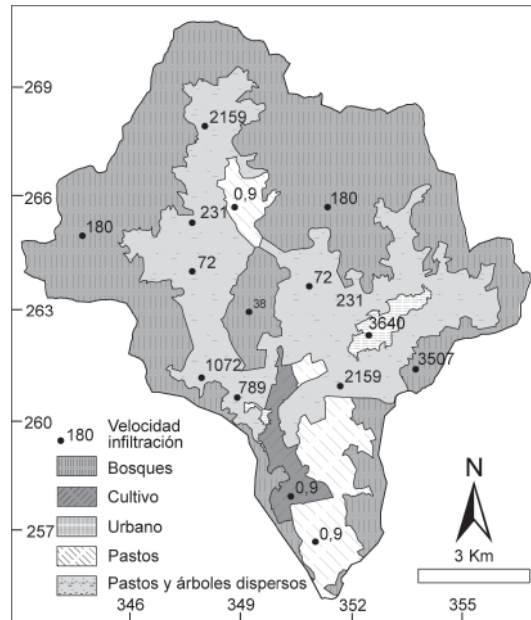 269
2159
266
0,9
180
180
231
72
72
231
263
38
3640
3507
1072
2159
789
260
180
Velocidad
infiltración
Bosques
Cultivo
0,9
N
Urbano
257
0,9
Pastos
3 Km
Pastos y árboles dispersos
346
349
352
355